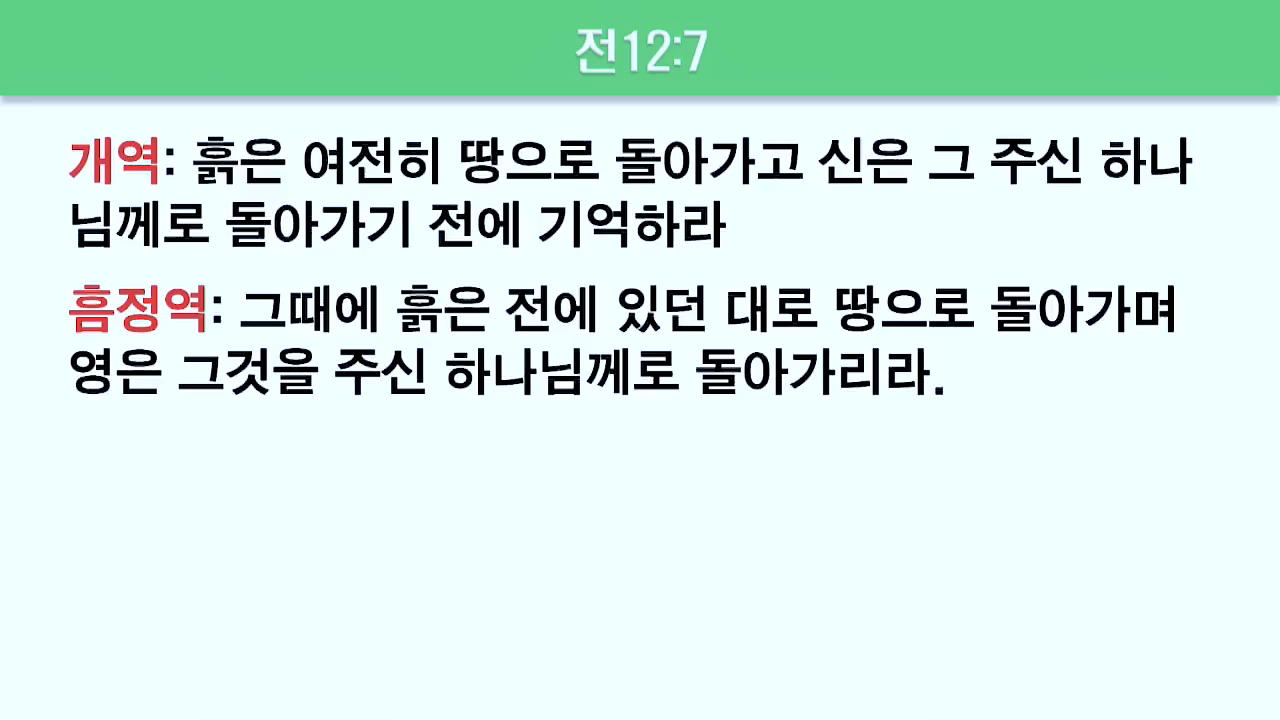 전12:7
개역: 흙은 여전히 땅으로 돌아가고 신은 그 주신 하나
님께로 돌아가기 전에 기억하라
흠정역: 그때에 흙은 전에 있던 대로 땅으로 돌아가며
영은 그것을 주신 하나님께로 돌아가리라.